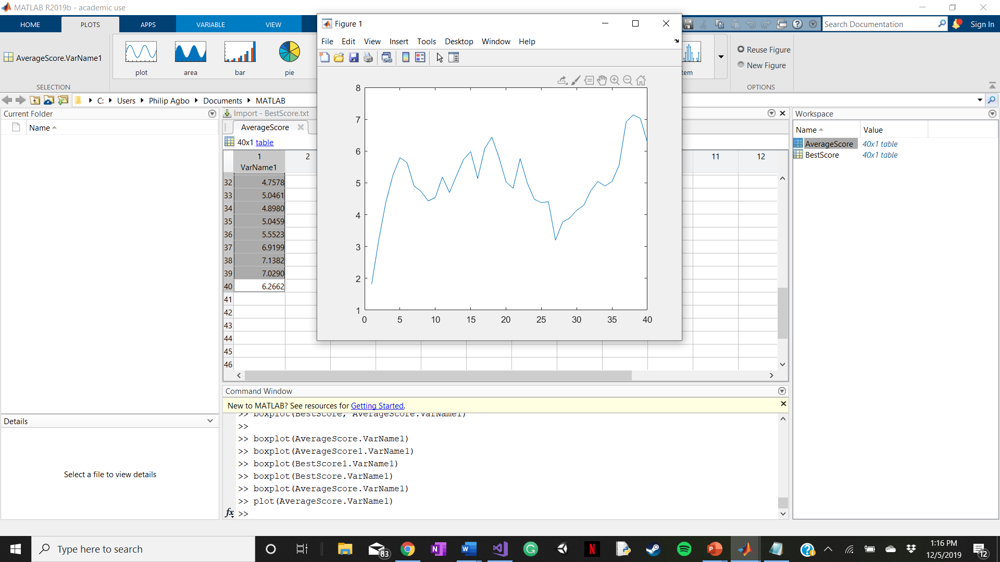 MATLAB R2019b - academic use
HOME PLOTS APPS VARIABLE VIEW
Search Documentation
Sign In
AverageScore.VarName1
plot area bar pie
Reuse Figure
New Figure
SELECTION
OPTIONS
C: Users Philip Agbo Documents MATLAB
Current Folder
Name
Details
Select a file to view details
Import - BestScore.txt
AverageScore
40x1 table
1 2 11 12
VarName1
32 4.7578
33 5.0461
34 4.8980
35 5.0459
36 5.5523
37 6.9199
38 7.1382
39 7.0290
40 6.2662
41
42
43
44
45
46
Figure 1
File Edit View Insert Tools Desktop Window Help
8
7
6
5
4
3
2
1
0 5 10 15 20 25 30 35 40
Command Window
New to MATLAB? See resources for Getting Started.
>> boxplot(BestScore, AverageScore.VarName1)
>>
>> boxplot(AverageScore.VarName1)
>> boxplot(AverageScore1.VarName1)
>> boxplot(BestScore1.VarName1)
>> boxplot(BestScore.VarName1)
>> boxplot(AverageScore.VarName1)
>> plot(AverageScore.VarName1)
fx >>
Workspace
Name Value
AverageScore 40x1 table
BestScore 40x1 table
Type here to search
83
1:16 PM
12/5/2019
12